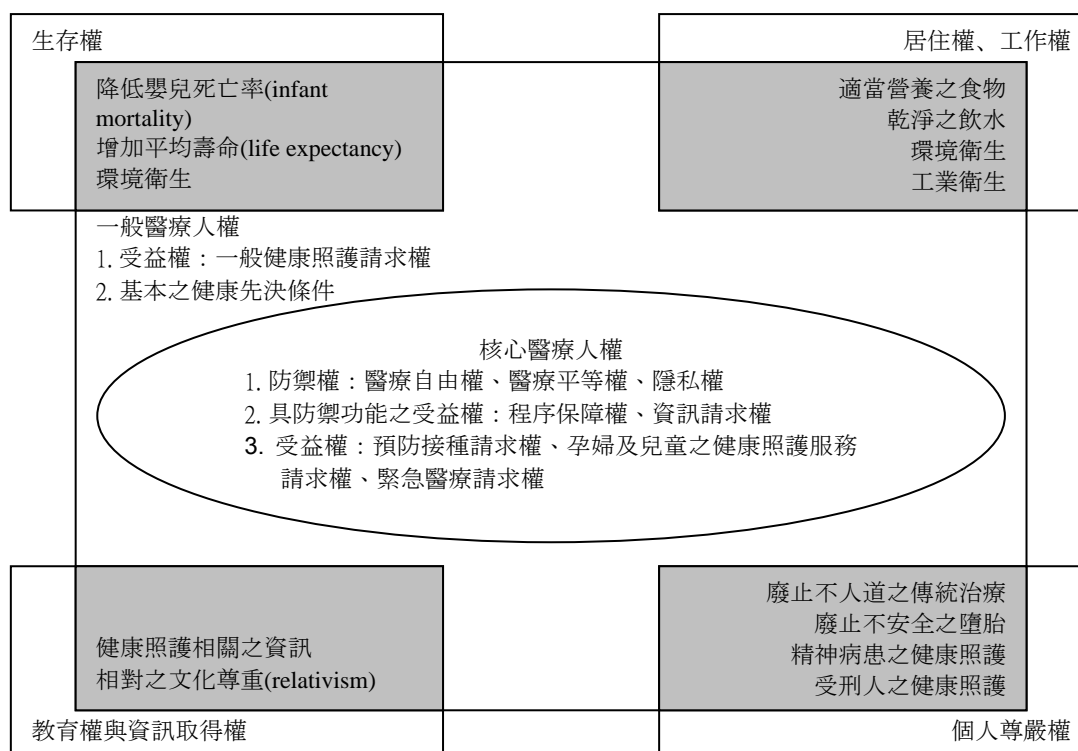 生存權
居住權、工作權
降低嬰兒死亡率(infant
mortality)
增加平均壽命(life expectancy)
環境衛生
適當營養之食物
乾淨之飲水
環境衛生
工業衛生
一般醫療人權
1. 受益權：一般健康照護請求權
2. 基本之健康先決條件
核心醫療人權
1. 防禦權：醫療自由權、醫療平等權、隱私權
2. 具防禦功能之受益權：程序保障權、資訊請求權
3. 受益權：預防接種請求權、孕婦及兒童之健康照護服務
請求權、緊急醫療請求權
健康照護相關之資訊
相對之文化尊重(relativism)
廢止不人道之傳統治療
廢止不安全之墮胎
精神病患之健康照護
受刑人之健康照護
教育權與資訊取得權
個人尊嚴權